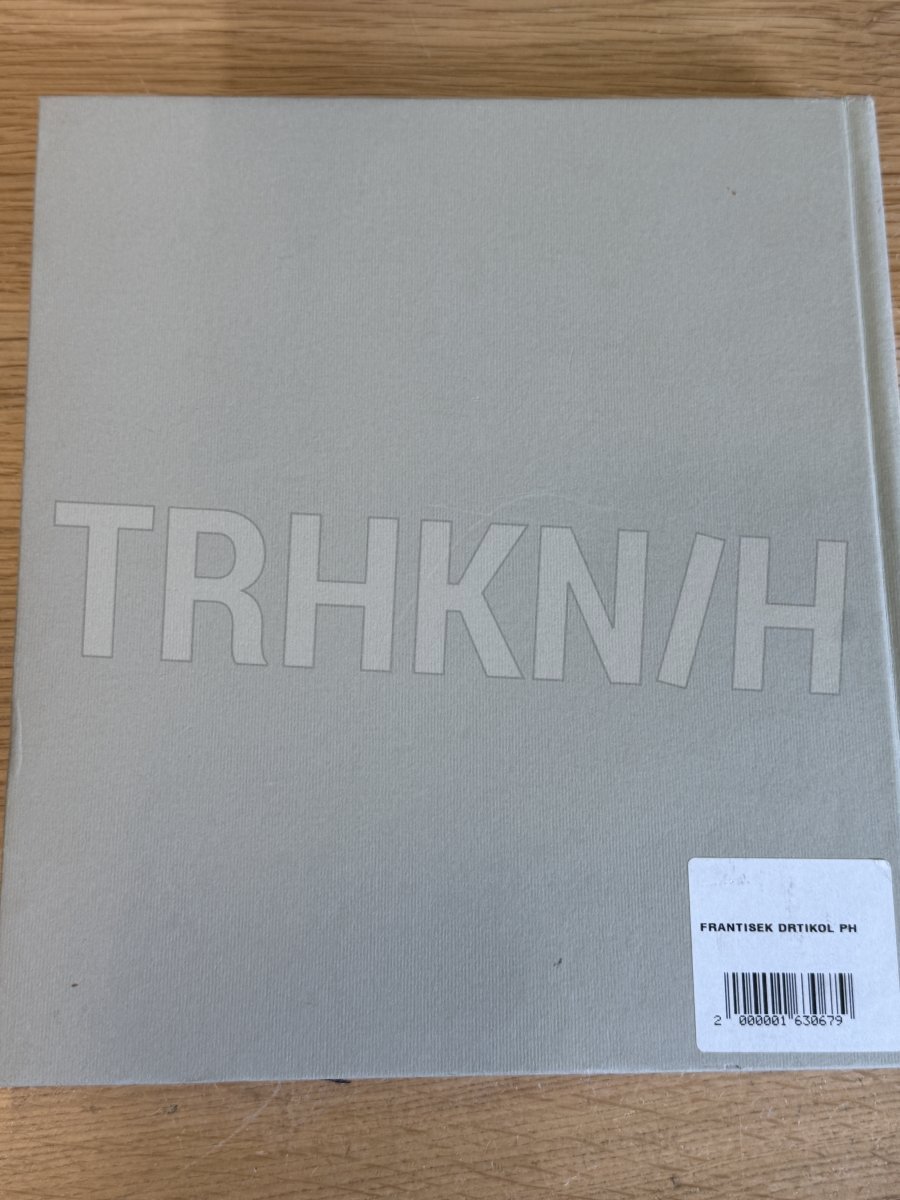 TRHKN/H
FRANTISEK DRTIKOL PH
2 000001 630679